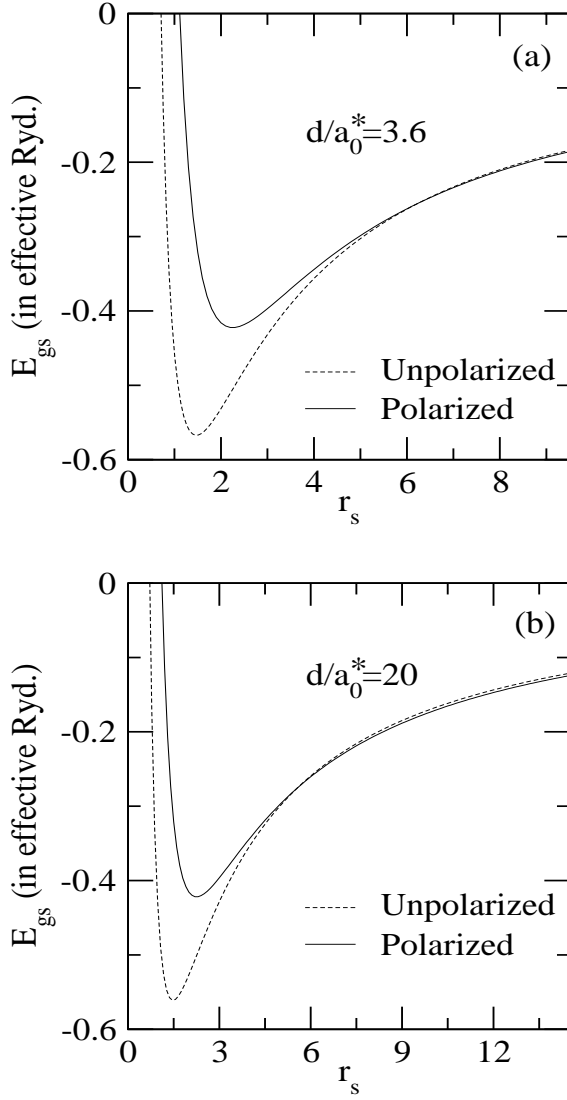 0
(a)
d/a₀*=3.6
-0.2
E_gs (in effective Ryd.)
-0.4
Unpolarized
Polarized
-0.6
0 2 4 6 8
r_s
0
(b)
d/a₀*=20
-0.2
E_gs (in effective Ryd.)
-0.4
Unpolarized
Polarized
-0.6
0 3 6 9 12
r_s